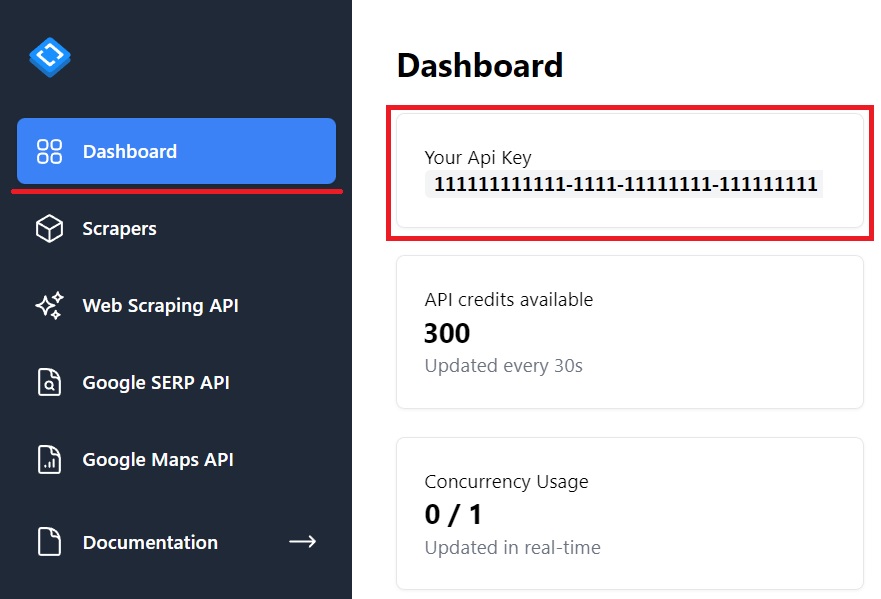 Dashboard
Scrapers
Web Scraping API
Google SERP API
Google Maps API
Documentation
Dashboard
Your Api Key
111111111111-1111-11111111-111111111
API credits available
300
Updated every 30s
Concurrency Usage
0 / 1
Updated in real-time